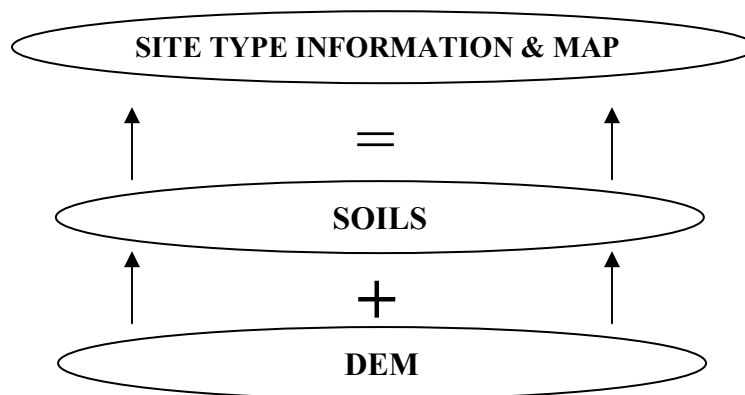 SITE TYPE INFORMATION & MAP
=
SOILS
+
DEM